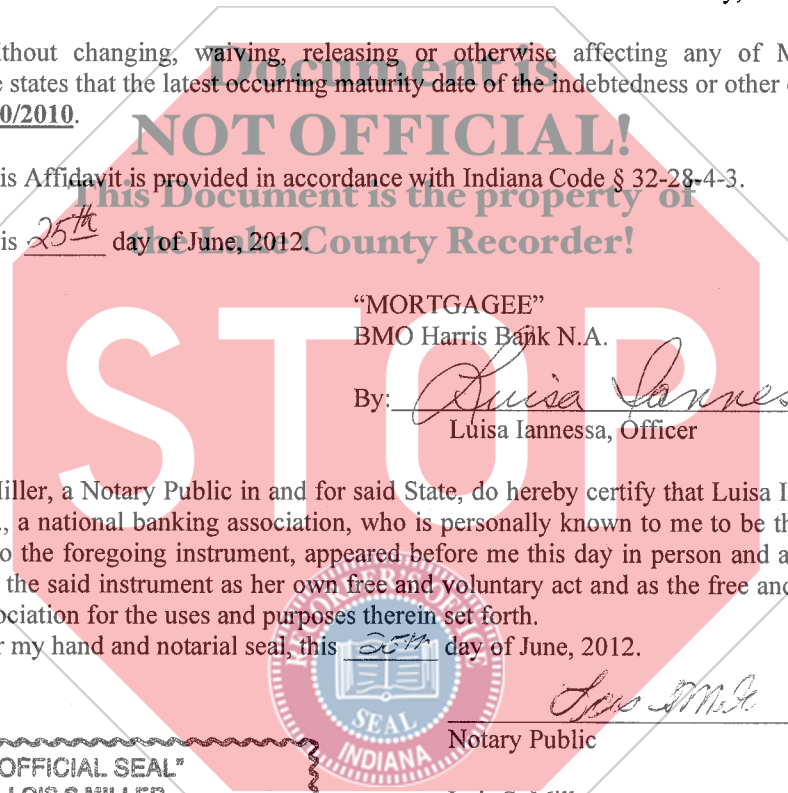 ithout changing, waiving, releasing or otherwise affecting any of M
e states that the latest occurring maturity date of the indebtedness or other
0/2010.
is Affidavit is provided in accordance with Indiana Code § 32-28-4-3.
is 25th day of June, 2012.
Document is
NOT OFFICIAL!
This Document is the property of
the Lake County Recorder!
STOP
"MORTGAGEE"
BMO Harris Bank N.A.
By: Luisa Iannes
Luisa Iannessa, Officer
Miller, a Notary Public in and for said State, do hereby certify that Luisa I
., a national banking association, who is personally known to me to be th
o the foregoing instrument, appeared before me this day in person and a
the said instrument as her own free and voluntary act and as the free and
ociation for the uses and purposes therein set forth.
r my hand and notarial seal, this 25th day of June, 2012.
SEAL
INDIANA
Notary Public
OFFICIAL SEAL"
LOIS S MILLER